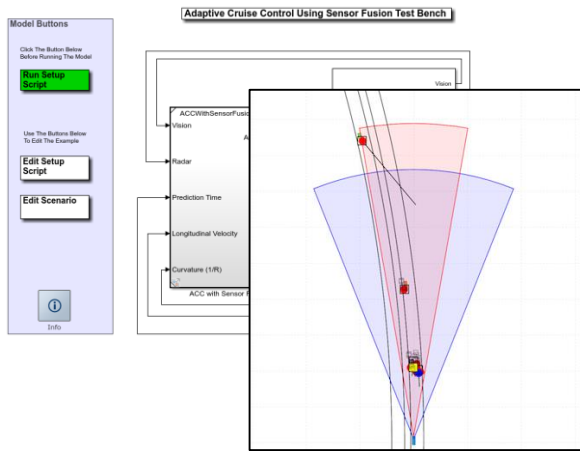 Adaptive Cruise Control Using Sensor Fusion Test Bench
Model Buttons
Click The Button Below
Before Running The Model
Run Setup
Script
Use The Buttons Below
To Edit The Example
Edit Setup
Script
Edit Scenario
Info
ACCWithSensorFusi
Vision
Radar
Prediction Time
Longitudinal Velocity
Curvature (1/R)
ACC with Sensor F
Vision